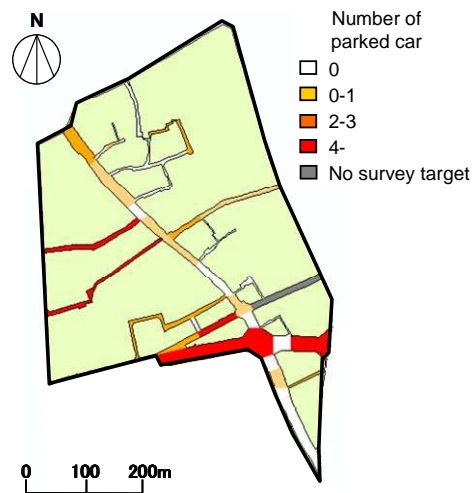 N
Number of
parked car
0
0-1
2-3
4-
No survey target
0 100 200m